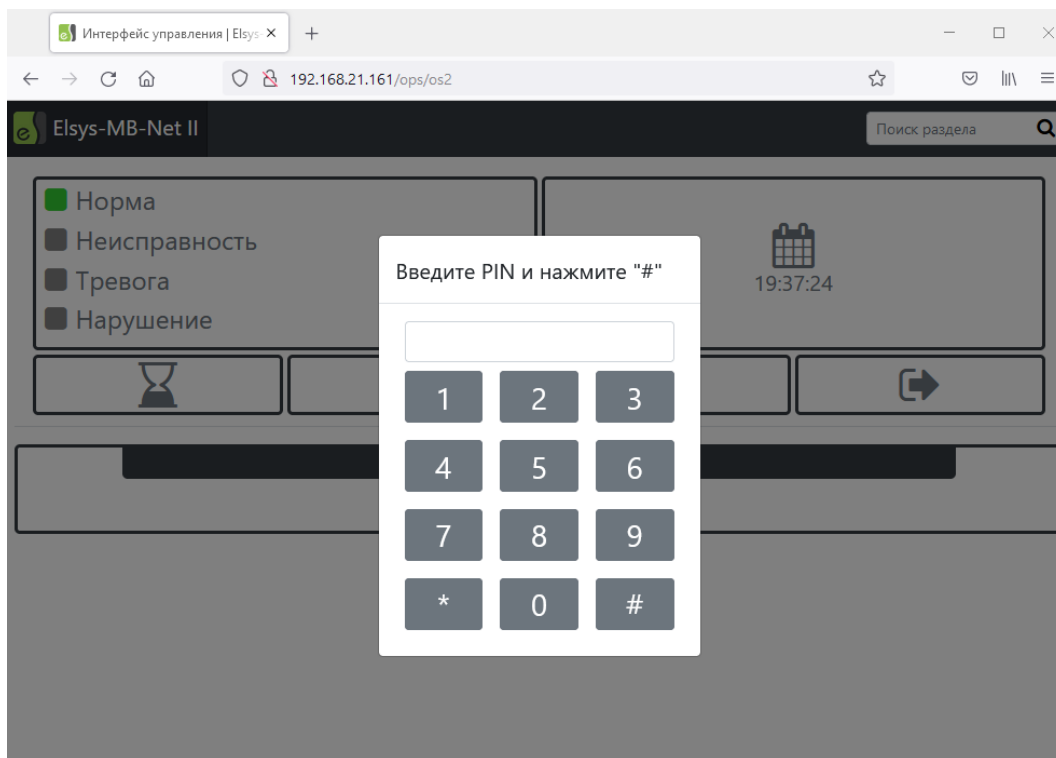 Интерфейс управления | Elsys-
192.168.21.161/ops/os2
Elsys-MB-Net II
Поиск раздела
Норма
Неисправность
Тревога
Нарушение
19:37:24
Введите PIN и нажмите "#"
1 2 3
4 5 6
7 8 9
* 0 #